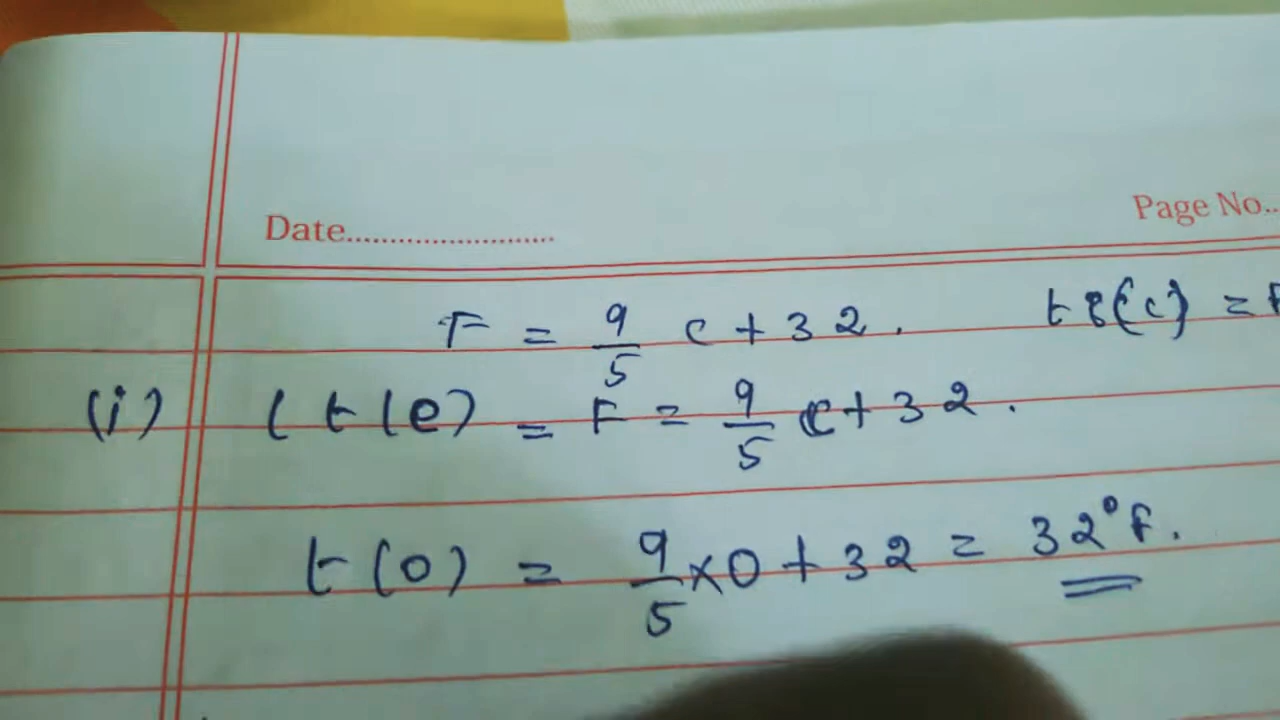 Date........................ Page No..
F = 9/5 c + 32. t (c) =
(i) ( t (c) = F = 9/5 c + 32.
t (0) = 9/5 × 0 + 32 = 32°F.